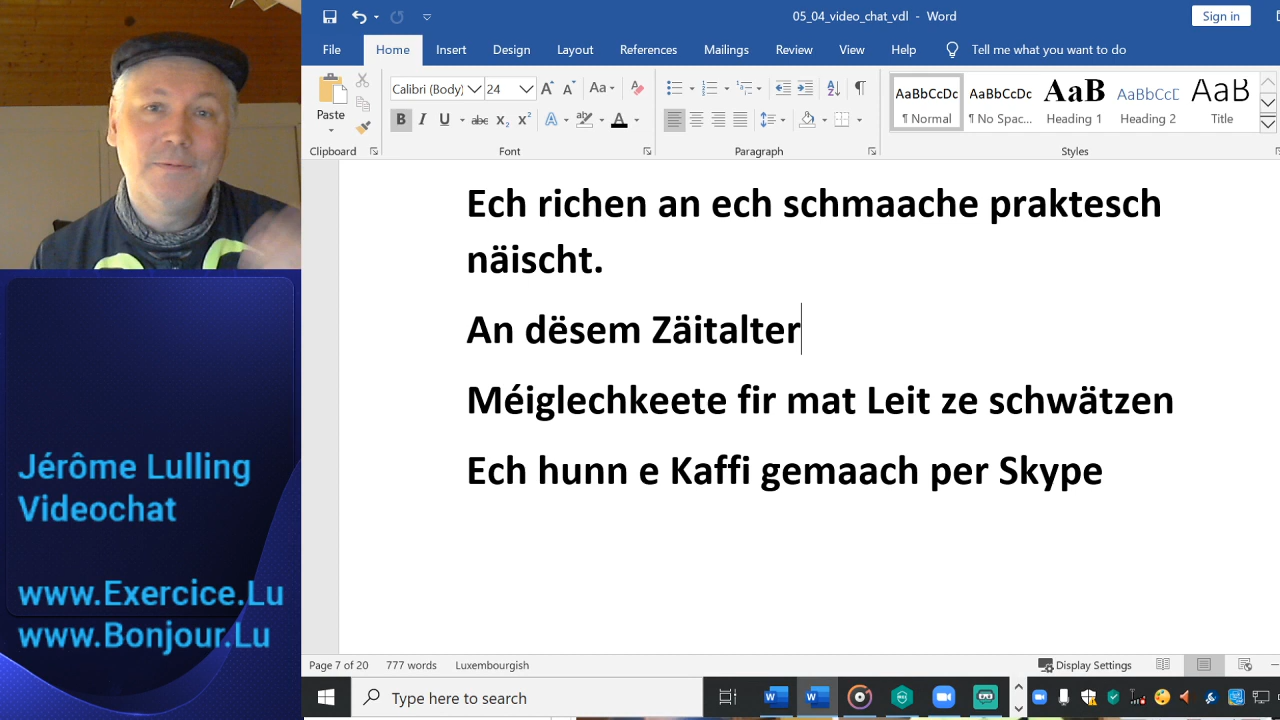 05_04_video_chat_vdl - Word
Sign in
File Home Insert Design Layout References Mailings Review View Help Tell me what you want to do
Calibri (Body) 24
Paste
Clipboard Font Paragraph Styles
AaBbCcDc AaBbCcDc AaB AaBbCcC AaB
¶ Normal ¶ No Spac... Heading 1 Heading 2 Title
Ech richen an ech schmaache praktesch
näischt.
An dësem Zäitalter
Méiglechkeete fir mat Leit ze schwätzen
Ech hunn e Kaffi gemaach per Skype
Jérôme Lulling
Videochat
www.Exercice.Lu
www.Bonjour.Lu
Page 7 of 20 777 words Luxembourgish Display Settings
Type here to search